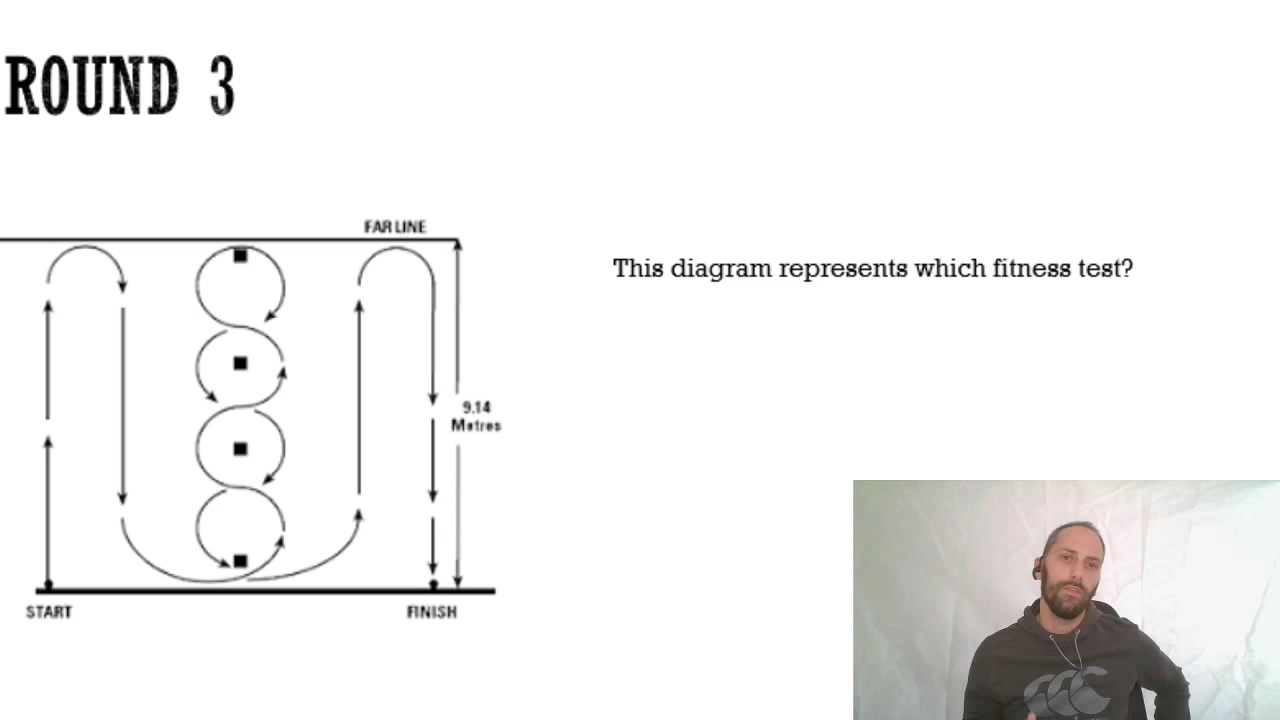 ROUND 3
FAR LINE
This diagram represents which fitness test?
9.14
Metres
START
FINISH